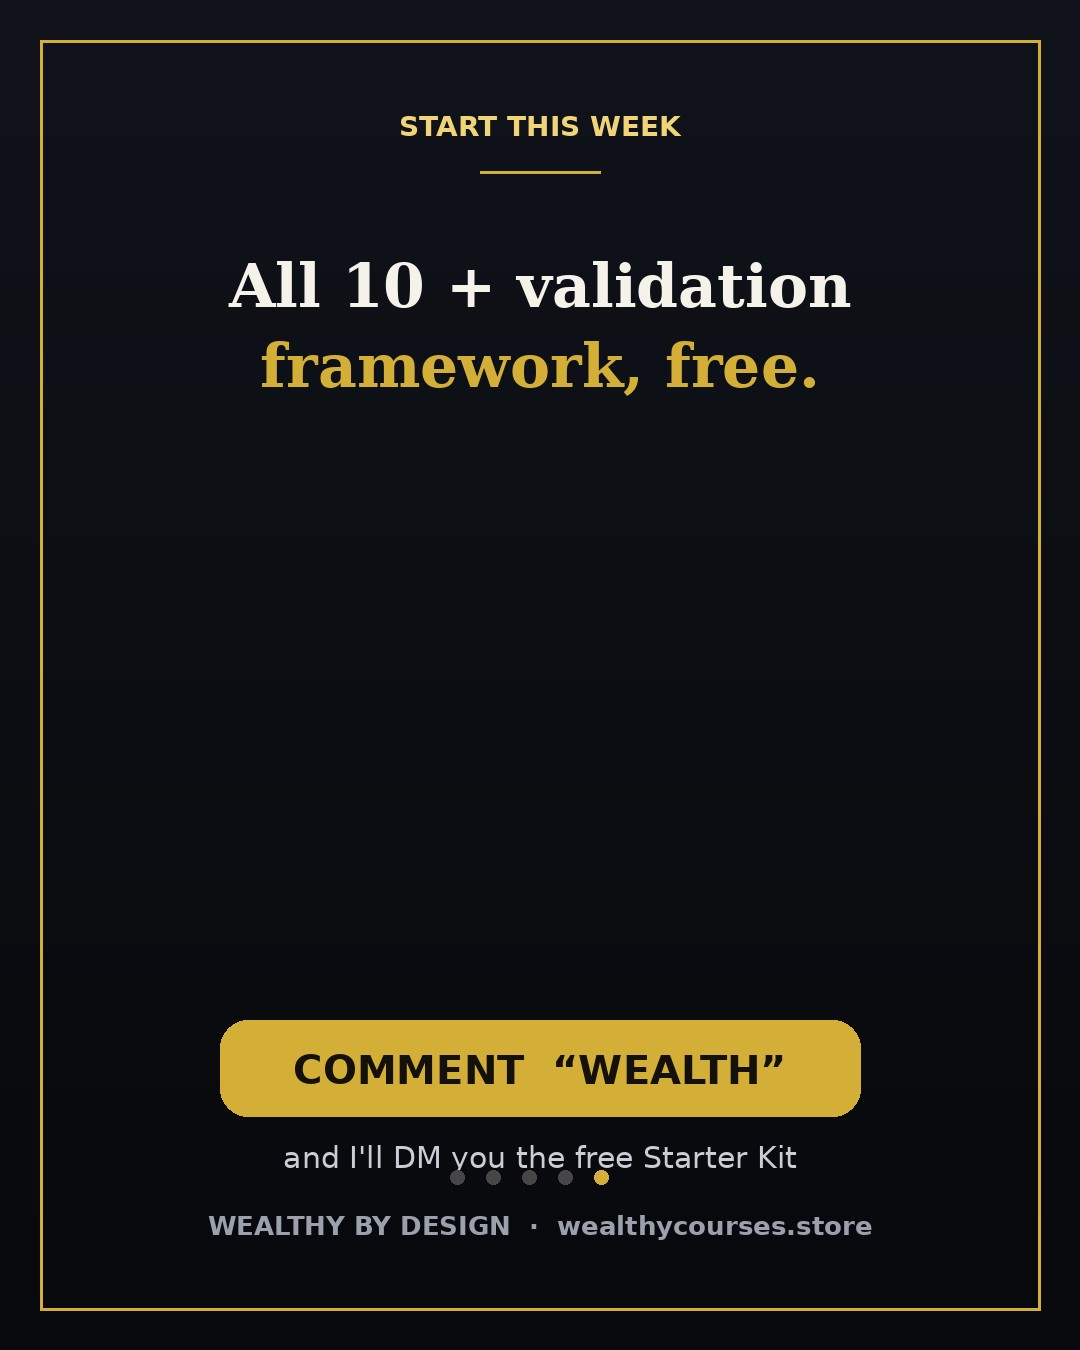 START THIS WEEK
All 10 + validation
framework, free.
COMMENT “WEALTH”
and I'll DM you the free Starter Kit
WEALTHY BY DESIGN · wealthycourses.store